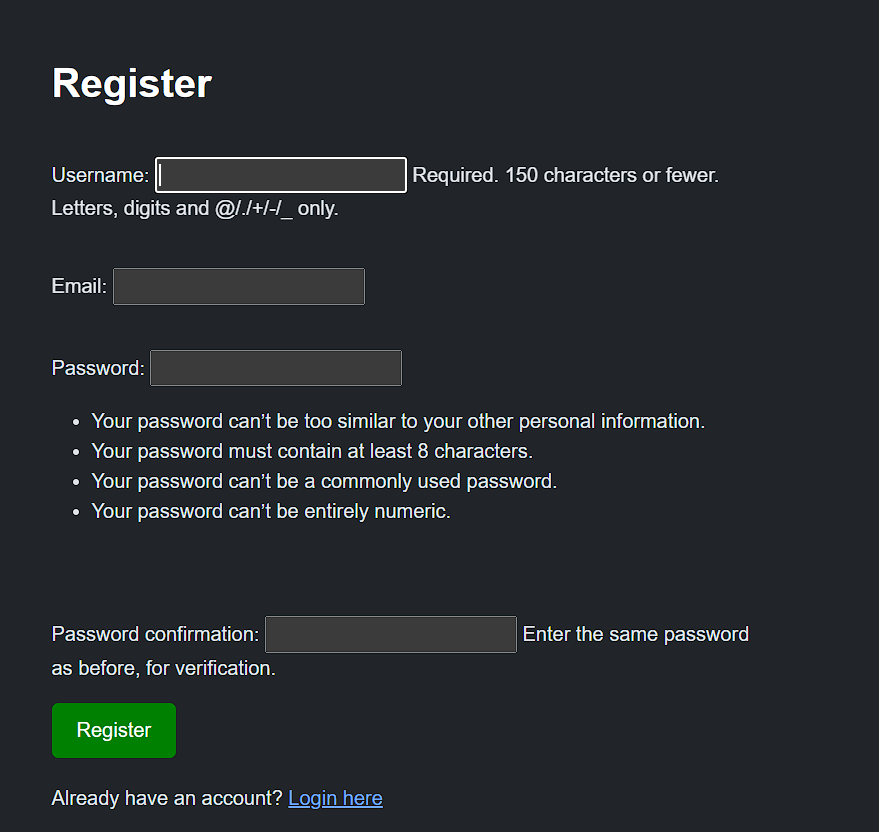 Register
Username: Required. 150 characters or fewer.
Letters, digits and @/./+/-/_ only.
Email:
Password:
• Your password can’t be too similar to your other personal information.
• Your password must contain at least 8 characters.
• Your password can’t be a commonly used password.
• Your password can’t be entirely numeric.
Password confirmation: Enter the same password
as before, for verification.
Register
Already have an account? Login here